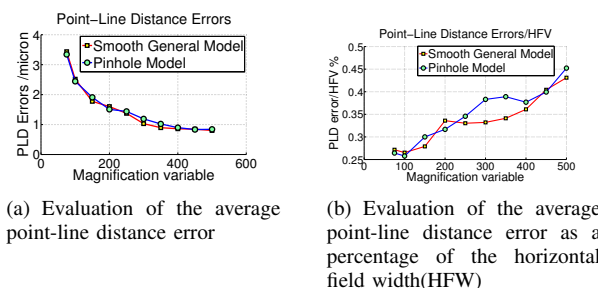 Point-Line Distance Errors
Smooth General Model
Pinhole Model
PLD Errors /micron
4
3
2
1
0
0
200
400
600
Magnification variable
(a) Evaluation of the average
point-line distance error
Point-Line Distance Errors/HFV
Smooth General Model
Pinhole Model
PLD error/HFV %
0.45
0.4
0.35
0.3
0.25
0
100
200
300
400
500
Magnification variable
(b) Evaluation of the average
point-line distance error as a
percentage of the horizontal
field width(HFW)